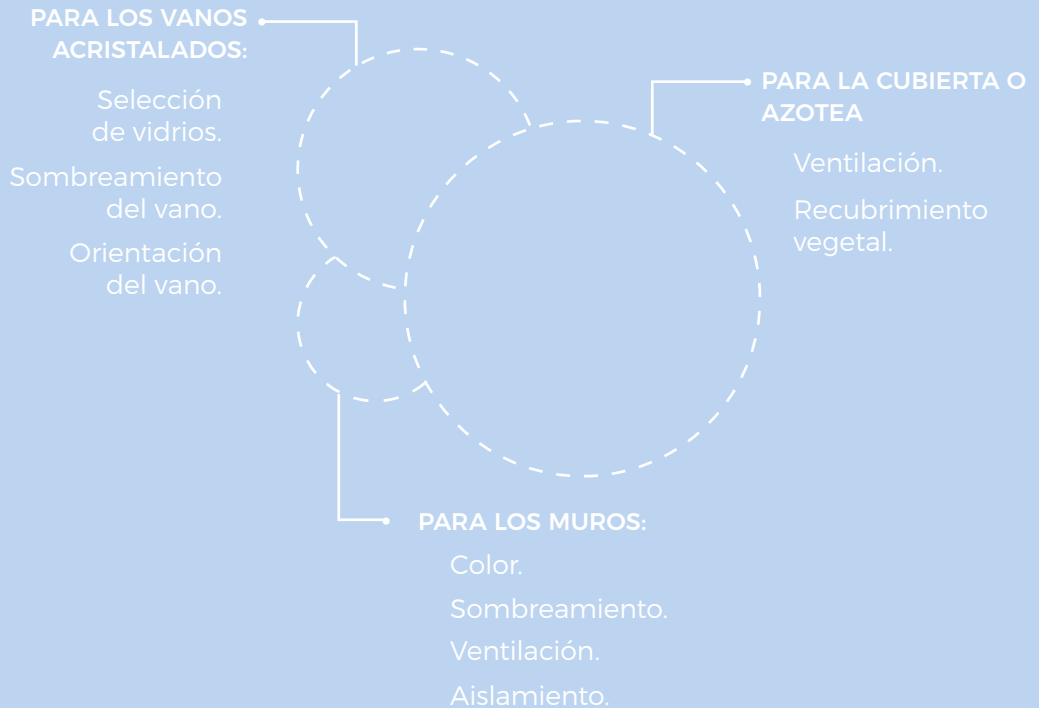 PARA LOS VANOS
ACRISTALADOS:
Selección
de vidrios.
Sombreamiento
del vano.
Orientación
del vano.
PARA LA CUBIERTA O
AZOTEA
Ventilación.
Recubrimiento
vegetal.
PARA LOS MUROS:
Color.
Sombreamiento.
Ventilación.
Aislamiento.